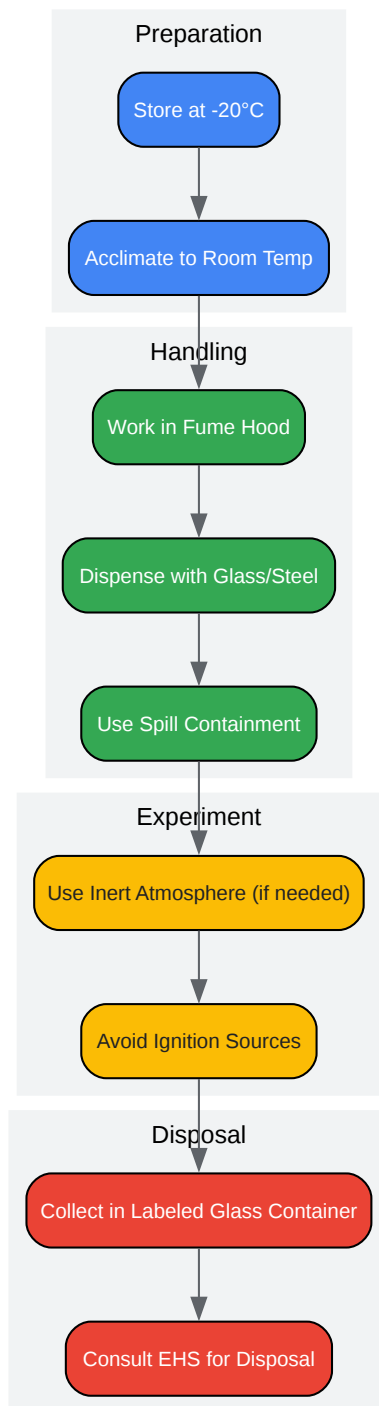 Preparation
Store at -20°C
Acclimate to Room Temp
Handling
Work in Fume Hood
Dispense with Glass/Steel
Use Spill Containment
Experiment
Use Inert Atmosphere (if needed)
Avoid Ignition Sources
Disposal
Collect in Labeled Glass Container
Consult EHS for Disposal